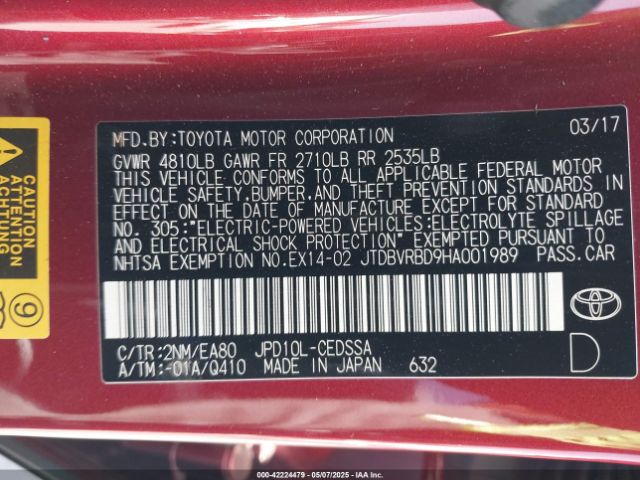 CAUTION
ATTENTION
9
MFD.BY:TOYOTA MOTOR CORPORATION 03/17
GVWR 4810LB GAWR FR 2710LB RR 2535LB
THIS VEHICLE CONFORMS TO ALL APPLICABLE FEDERAL MOTOR
VEHICLE SAFETY,BUMPER,AND THEFT PREVENTION STANDARDS IN
EFFECT ON THE DATE OF MANUFACTURE EXCEPT FOR STANDARD
NO. 305:"ELECTRIC-POWERED VEHICLES:ELECTROLYTE SPILLAGE
AND ELECTRICAL SHOCK PROTECTION" EXEMPTED PURSUANT TO
NHTSA EXEMPTION NO.EX14-02 JTDBVRBD9HA001989 PASS.CAR
TOYOTA
C/TR:2NM/EA80 JPD10L-CEDSSA
A/TM:-01A/Q410 MADE IN JAPAN 632
D
000-42224479 - 05/07/2025 - IAA Inc.